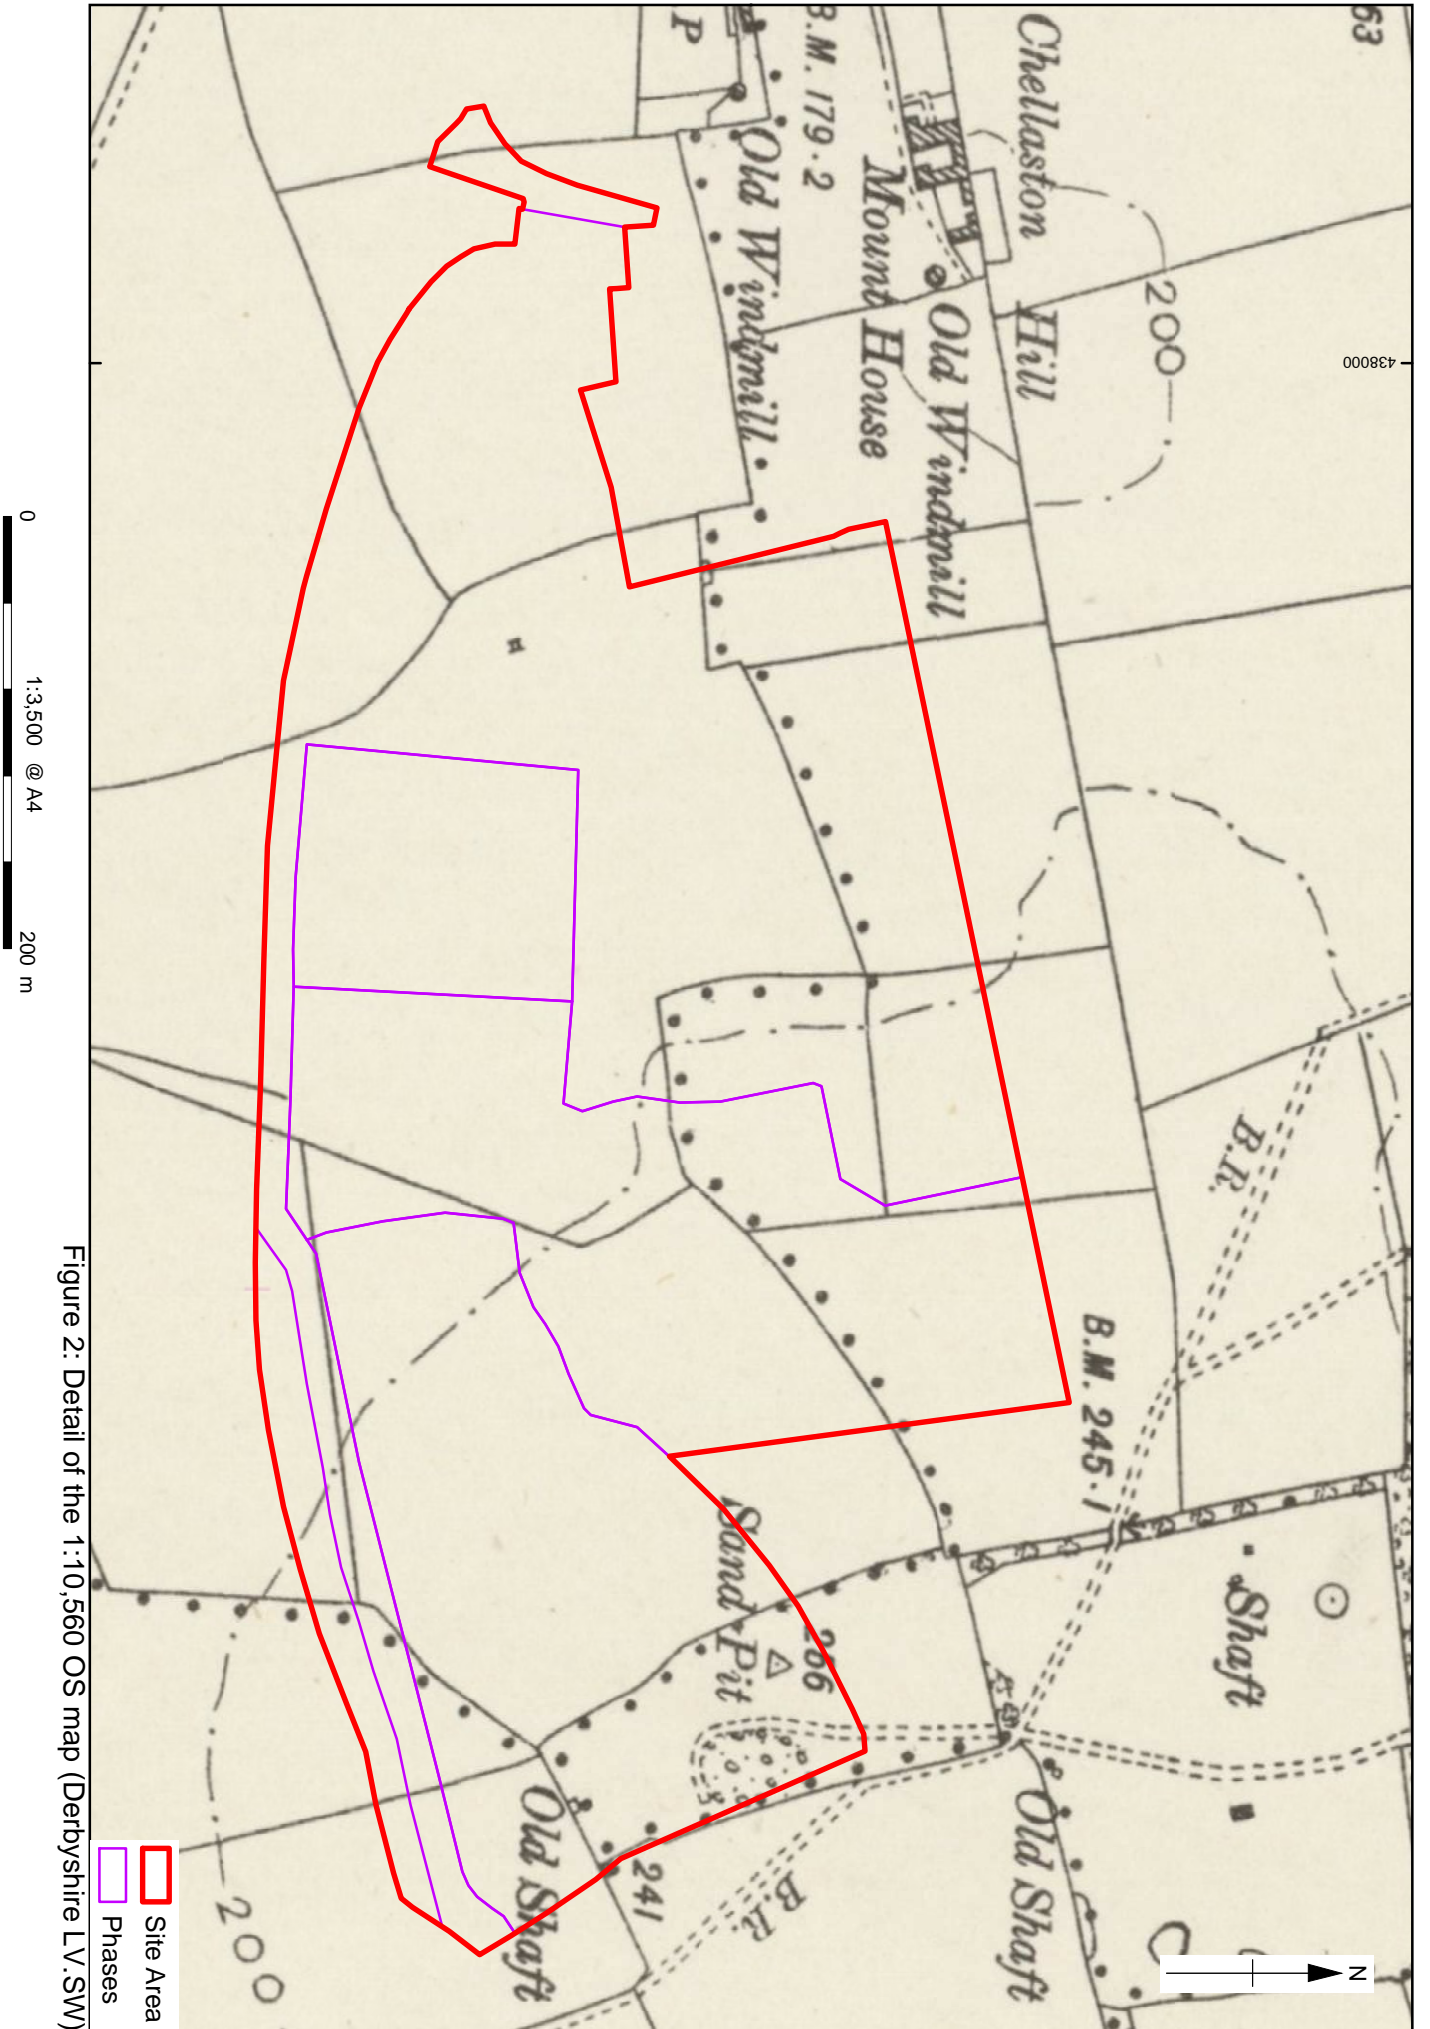 63
Chellaston Hill
200
438000
Old Windmill
Mount House
B.M. 179·2
Old Windmill
P
B.R.
B.M. 245·1
Shaft
Sand Pit
266
Old Shaft
241
B.R.
Old Shaft
200
C
N
Site Area
Phases
0
200 m
1:3,500 @ A4
Figure 2: Detail of the 1:10,560 OS map (Derbyshire LV.SW)